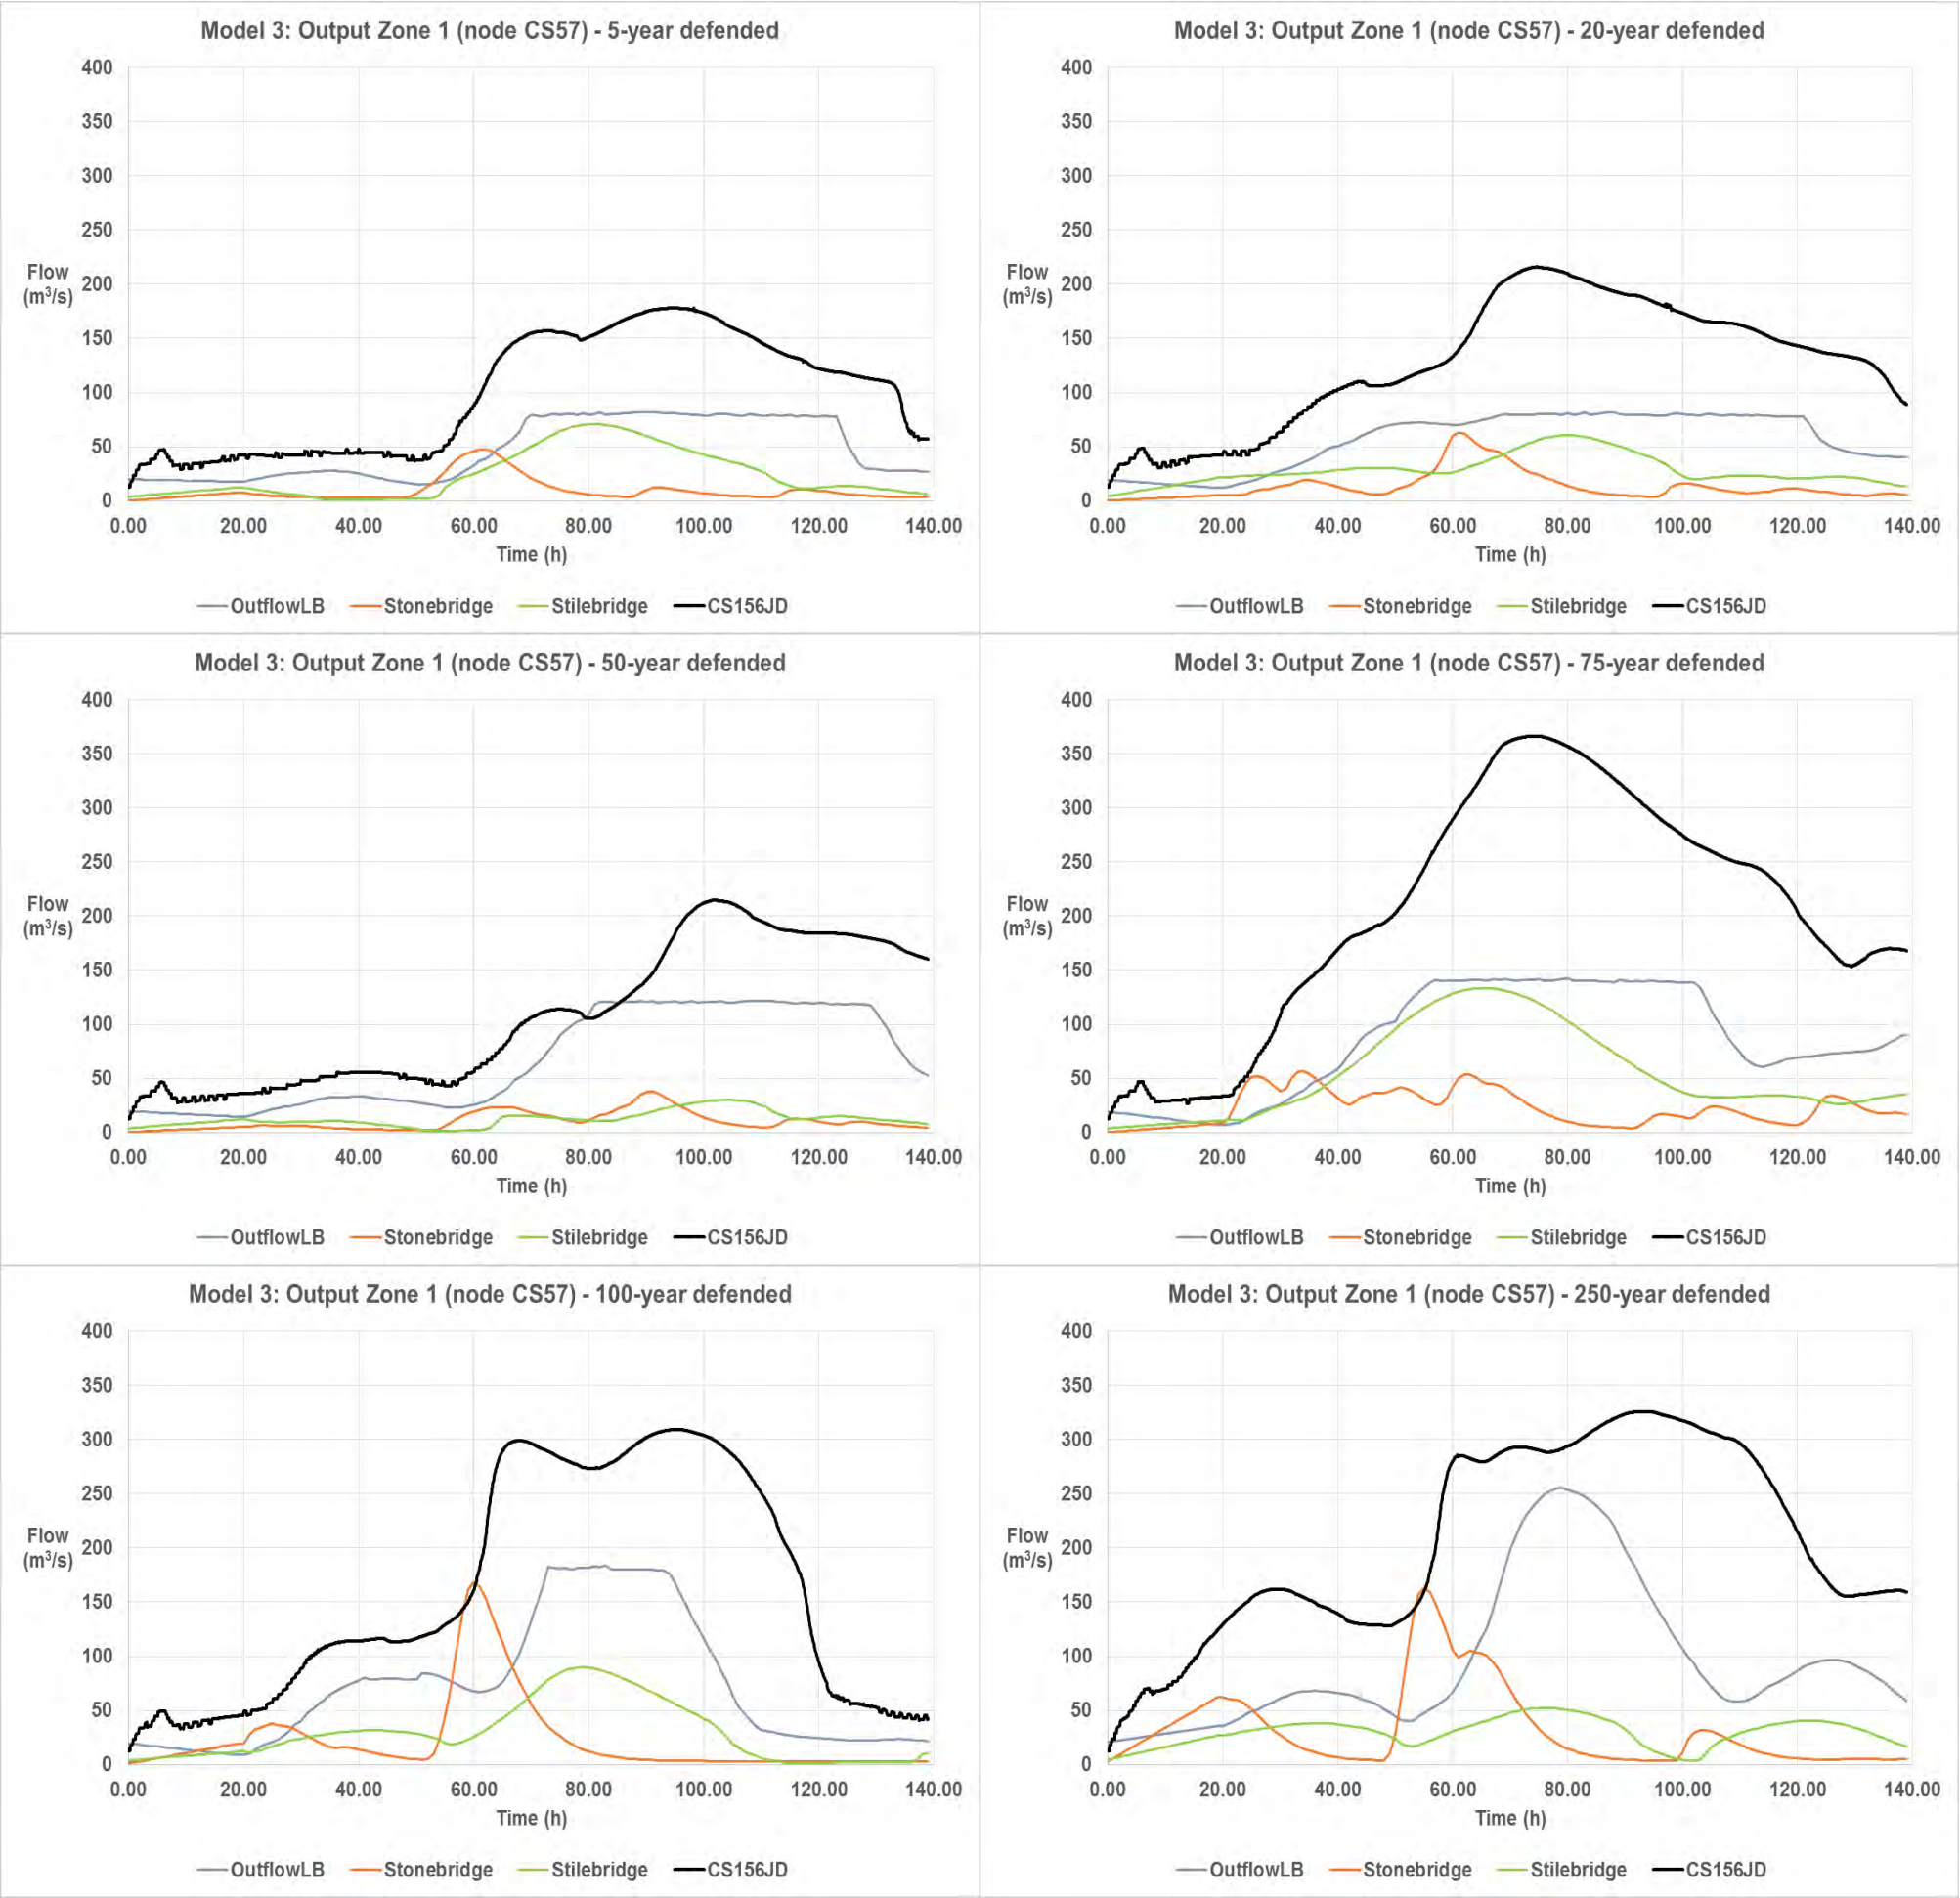 Model 3: Output Zone 1 (node CS57) - 5-year defended
400
350
300
250
Flow
(m³/s)
200
150
100
50
0
0.00 20.00 40.00 60.00 80.00 100.00 120.00 140.00
Time (h)
OutflowLB Stonebridge Stilebridge CS156JD
Model 3: Output Zone 1 (node CS57) - 20-year defended
400
350
300
250
Flow
(m³/s)
200
150
100
50
0
0.00 20.00 40.00 60.00 80.00 100.00 120.00 140.00
Time (h)
OutflowLB Stonebridge Stilebridge CS156JD
Model 3: Output Zone 1 (node CS57) - 50-year defended
400
350
300
250
Flow
(m³/s)
200
150
100
50
0
0.00 20.00 40.00 60.00 80.00 100.00 120.00 140.00
Time (h)
OutflowLB Stonebridge Stilebridge CS156JD
Model 3: Output Zone 1 (node CS57) - 75-year defended
400
350
300
250
Flow
(m³/s)
200
150
100
50
0
0.00 20.00 40.00 60.00 80.00 100.00 120.00 140.00
Time (h)
OutflowLB Stonebridge Stilebridge CS156JD
Model 3: Output Zone 1 (node CS57) - 100-year defended
400
350
300
250
Flow
(m³/s)
200
150
100
50
0
0.00 20.00 40.00 60.00 80.00 100.00 120.00 140.00
Time (h)
OutflowLB Stonebridge Stilebridge CS156JD
Model 3: Output Zone 1 (node CS57) - 250-year defended
400
350
300
250
Flow
(m³/s)
200
150
100
50
0
0.00 20.00 40.00 60.00 80.00 100.00 120.00 140.00
Time (h)
OutflowLB Stonebridge Stilebridge CS156JD